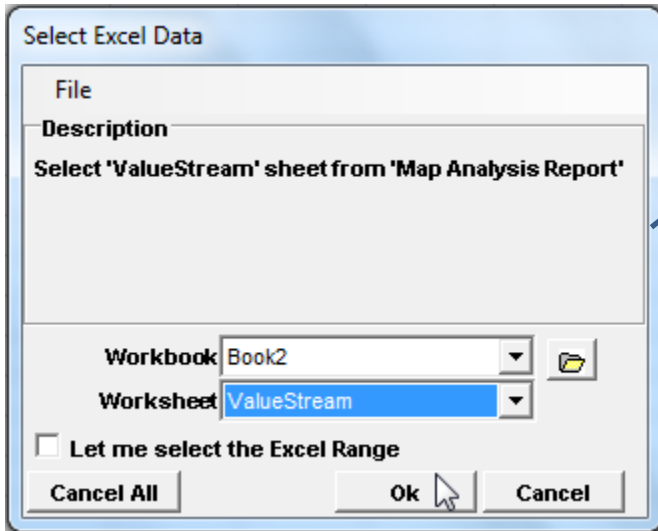 Select Excel Data
File
Description
Select 'ValueStream' sheet from 'Map Analysis Report'
Workbook Book2
Worksheet ValueStream
Let me select the Excel Range
Cancel All Ok Cancel